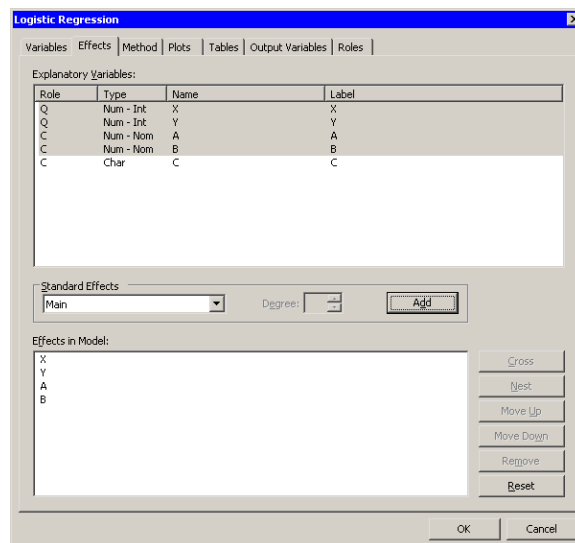 Logistic Regression
Variables Effects Method Plots Tables Output Variables Roles
Explanatory Variables:
Role Type Name Label
Q Num - Int X X
Q Num - Int Y Y
C Num - Nom A A
C Num - Nom B B
C Char C C
Standard Effects
Main Degree: Add
Effects in Model:
X
Y
A
B
Cross
Nest
Move Up
Move Down
Remove
Reset
OK Cancel